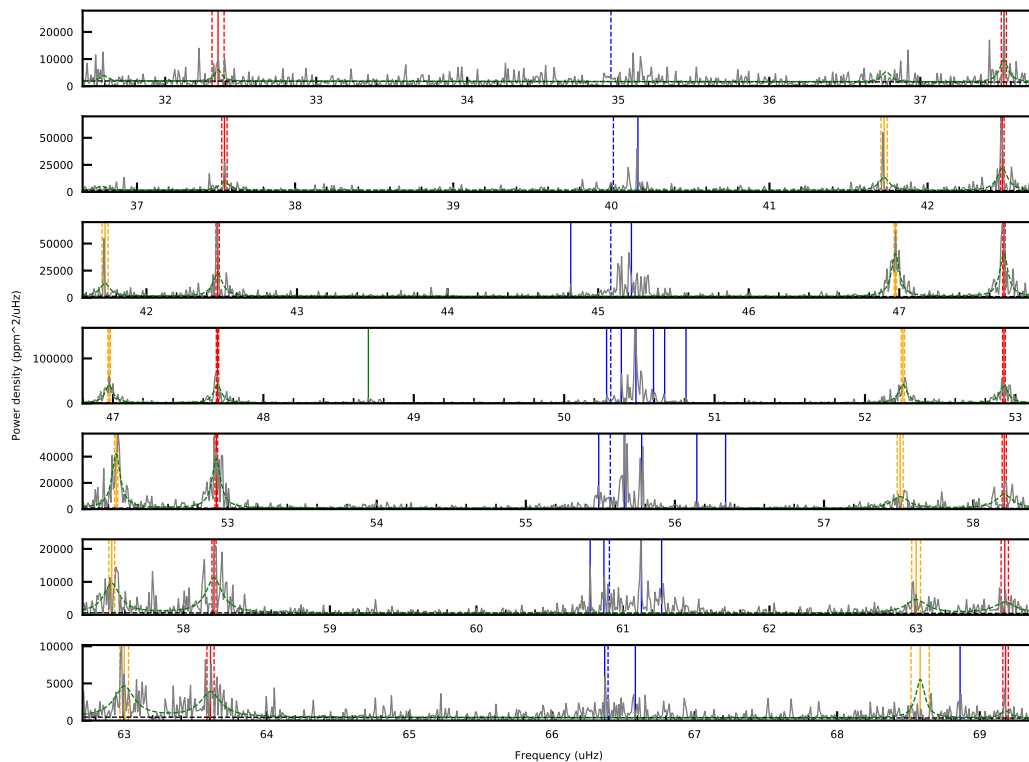 20000
10000
0
32 33 34 35 36 37
50000
25000
0
37 38 39 40 41 42
50000
25000
0
42 43 44 45 46 47
Power density (ppm^2/uHz)
100000
0
47 48 49 50 51 52 53
40000
20000
0
53 54 55 56 57 58
20000
10000
0
58 59 60 61 62 63
10000
5000
0
63 64 65 66 67 68 69
Frequency (uHz)